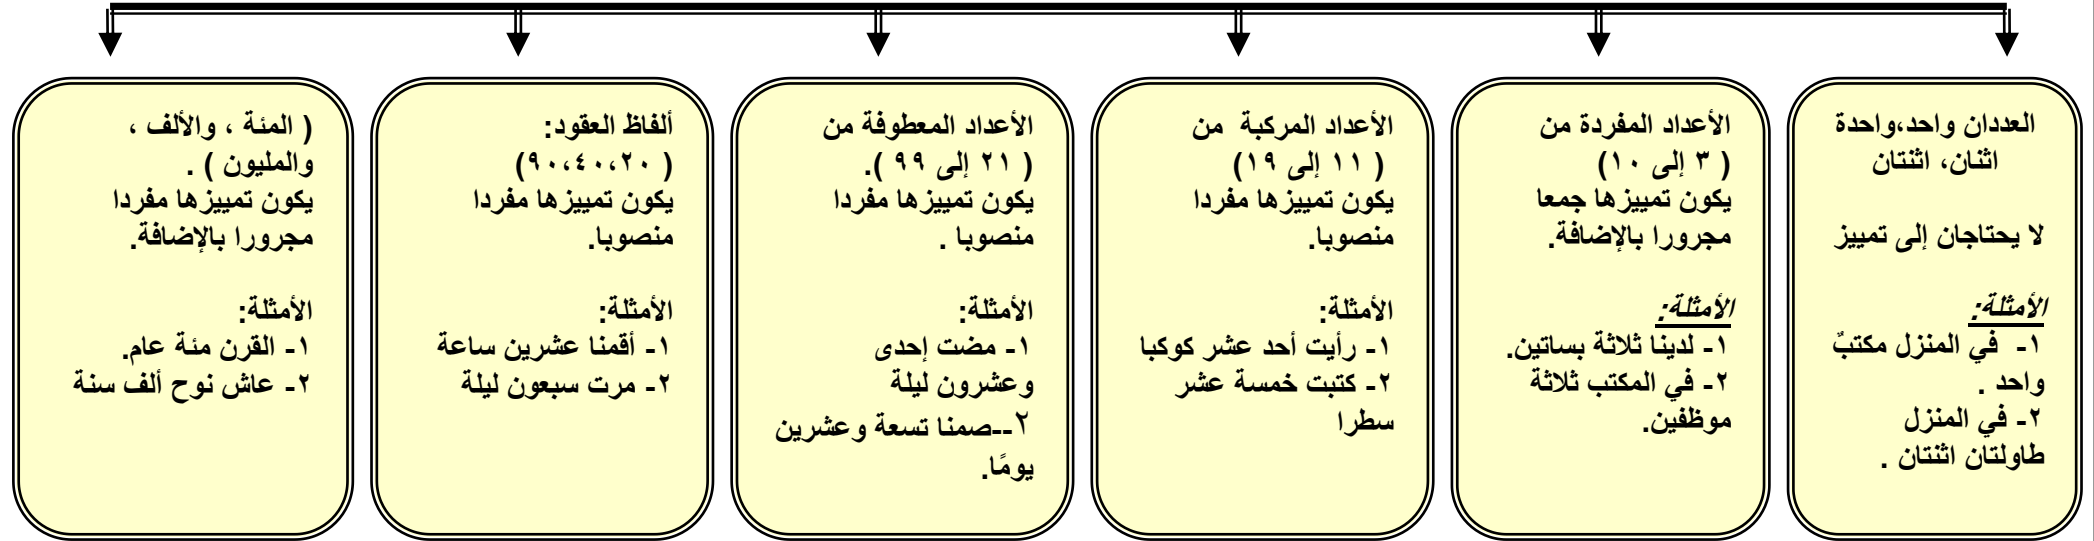 العددان واحد،واحدة
اثنان، اثنتان
لا يحتاجان إلى تمييز
الأمثلة:
١- في المنزل مكتبٌ
واحد .
٢- في المنزل
طاولتان اثنتان .
الأعداد المفردة من
( ٣ إلى ١٠)
يكون تمييزها جمعا
مجرورا بالإضافة.
الأمثلة:
١- لدينا ثلاثة بساتين.
٢- في المكتب ثلاثة
موظفين.
الأعداد المركبة من
( ١١ إلى ١٩)
يكون تمييزها مفردا
منصوبا.
الأمثلة:
١- رأيت أحد عشر كوكبا
٢- كتبت خمسة عشر
سطرا
الأعداد المعطوفة من
( ٢١ إلى ٩٩ ).
يكون تمييزها مفردا
منصوبا .
الأمثلة:
١- مضت إحدى
وعشرون ليلة
٢--صمنا تسعة وعشرين
يومًا.
ألفاظ العقود:
( ٢٠،٤٠،٩٠)
يكون تمييزها مفردا
منصوبا.
الأمثلة:
١- أقمنا عشرين ساعة
٢- مرت سبعون ليلة
( المئة ، والألف ،
والمليون ) .
يكون تمييزها مفردا
مجرورا بالإضافة.
الأمثلة:
١- القرن مئة عام.
٢- عاش نوح ألف سنة